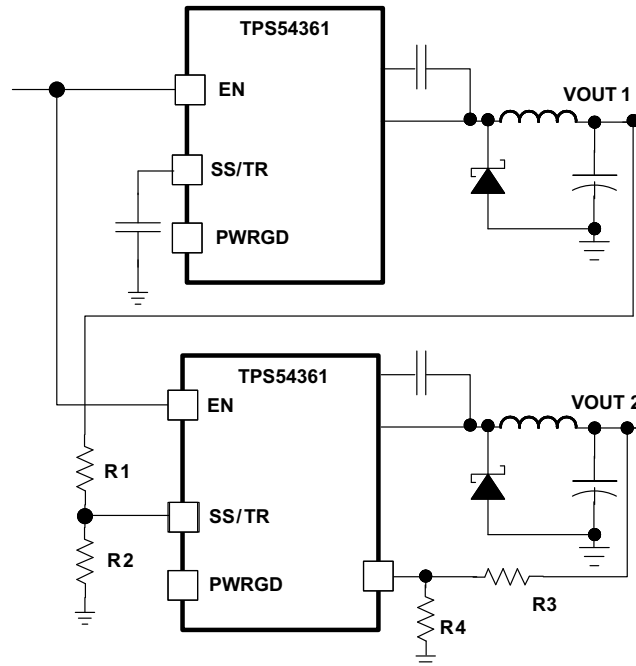 TPS54361
EN
VOUT 1
SS/TR
PWRGD
TPS54361
EN
VOUT 2
R1
SS/TR
R2
PWRGD
R3
R4